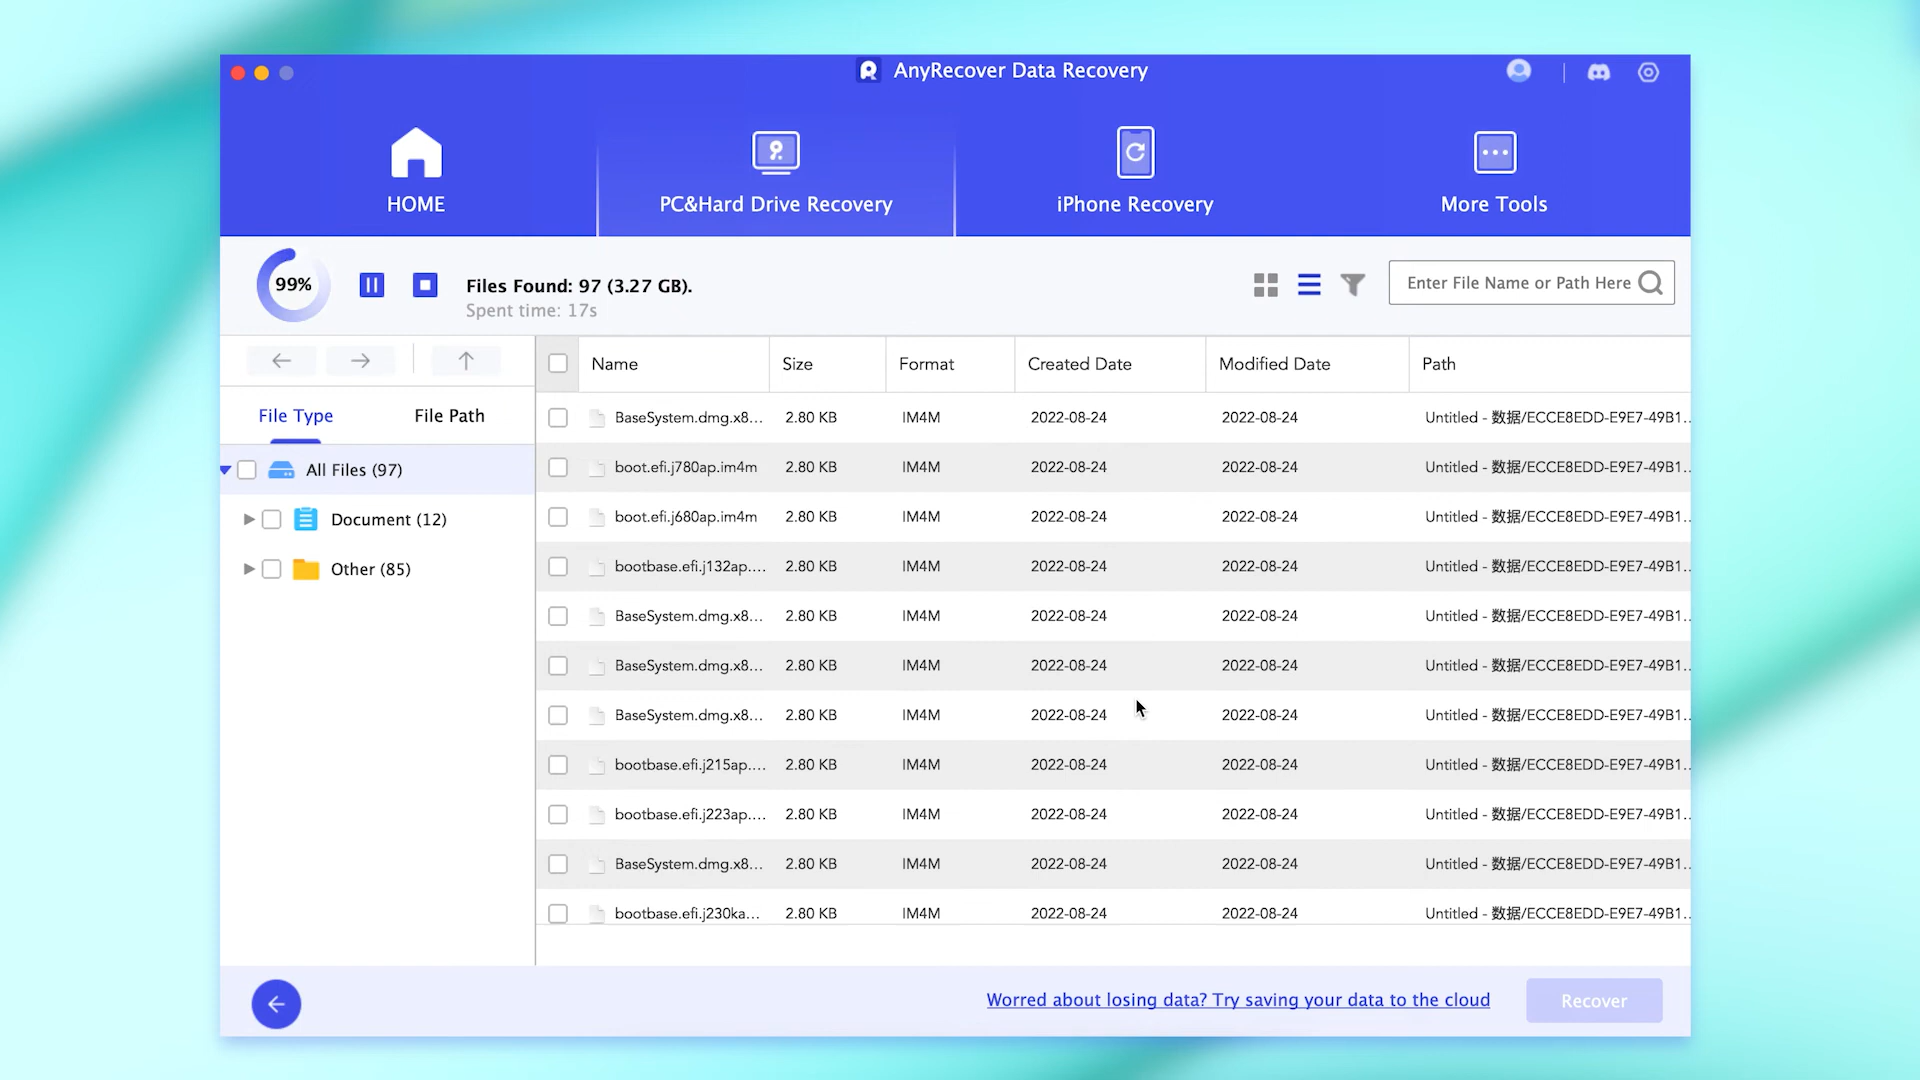 AnyRecover Data Recovery
HOME
PC&Hard Drive Recovery
iPhone Recovery
More Tools
99%
Files Found: 97 (3.27 GB).
Spent time: 17s
Enter File Name or Path Here
File Type
File Path
All Files (97)
Document (12)
Other (85)
Name Size Format Created Date Modified Date Path
BaseSystem.dmg.x8... 2.80 KB IM4M 2022-08-24 2022-08-24 Untitled - 数据/ECCE8EDD-E9E7-49B1..
boot.efi.j780ap.im4m 2.80 KB IM4M 2022-08-24 2022-08-24 Untitled - 数据/ECCE8EDD-E9E7-49B1..
boot.efi.j680ap.im4m 2.80 KB IM4M 2022-08-24 2022-08-24 Untitled - 数据/ECCE8EDD-E9E7-49B1..
bootbase.efi.j132ap.... 2.80 KB IM4M 2022-08-24 2022-08-24 Untitled - 数据/ECCE8EDD-E9E7-49B1..
BaseSystem.dmg.x8... 2.80 KB IM4M 2022-08-24 2022-08-24 Untitled - 数据/ECCE8EDD-E9E7-49B1..
BaseSystem.dmg.x8... 2.80 KB IM4M 2022-08-24 2022-08-24 Untitled - 数据/ECCE8EDD-E9E7-49B1..
BaseSystem.dmg.x8... 2.80 KB IM4M 2022-08-24 2022-08-24 Untitled - 数据/ECCE8EDD-E9E7-49B1..
bootbase.efi.j215ap.... 2.80 KB IM4M 2022-08-24 2022-08-24 Untitled - 数据/ECCE8EDD-E9E7-49B1..
bootbase.efi.j223ap.... 2.80 KB IM4M 2022-08-24 2022-08-24 Untitled - 数据/ECCE8EDD-E9E7-49B1..
BaseSystem.dmg.x8... 2.80 KB IM4M 2022-08-24 2022-08-24 Untitled - 数据/ECCE8EDD-E9E7-49B1..
bootbase.efi.j230ka... 2.80 KB IM4M 2022-08-24 2022-08-24 Untitled - 数据/ECCE8EDD-E9E7-49B1..
Worred about losing data? Try saving your data to the cloud
Recover